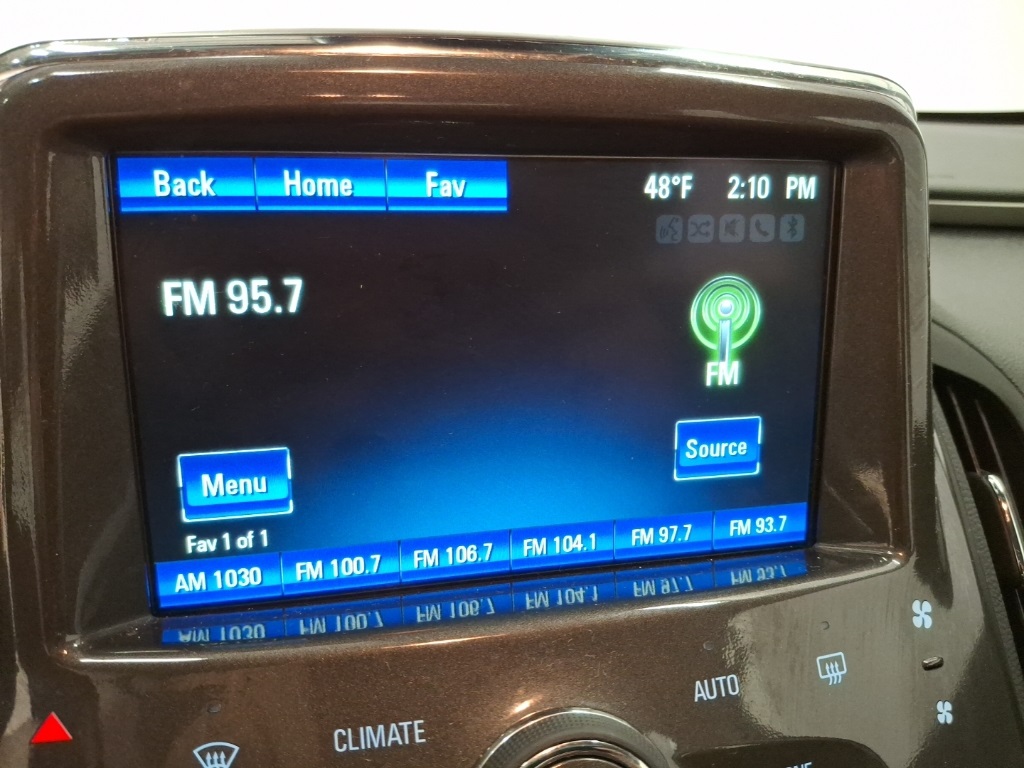 Back Home Fav 48°F 2:10 PM
FM 95.7
FM
Menu Source
Fav 1 of 1
AM 1030 FM 100.7 FM 106.7 FM 104.1 FM 97.7 FM 93.7
CLIMATE AUTO